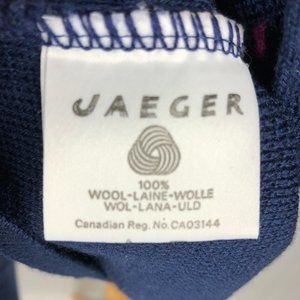 JAEGER
100%
WOOL-LAINE-WOLLE
WOL-LANA-ULD
Canadian Reg. No. CA03144